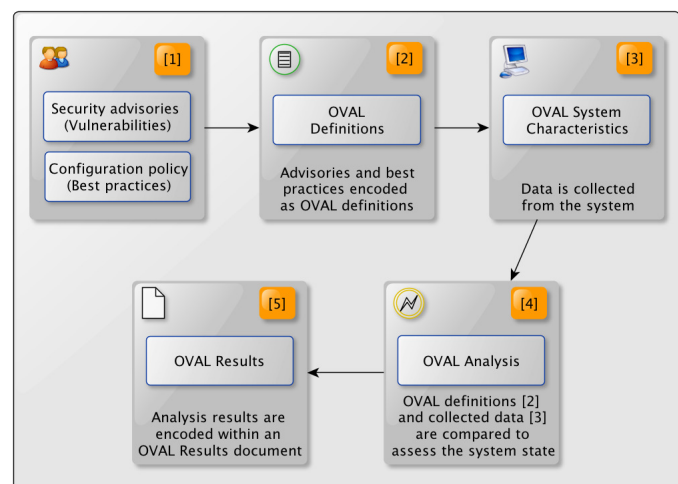 [1]
Security advisories
(Vulnerabilities)
Configuration policy
(Best practices)
[2]
OVAL
Definitions
Advisories and best
practices encoded
as OVAL definitions
[3]
OVAL System
Characteristics
Data is collected
from the system
[4]
OVAL Analysis
OVAL definitions [2]
and collected data [3]
are compared to
assess the system state
[5]
OVAL Results
Analysis results are
encoded within an
OVAL Results document